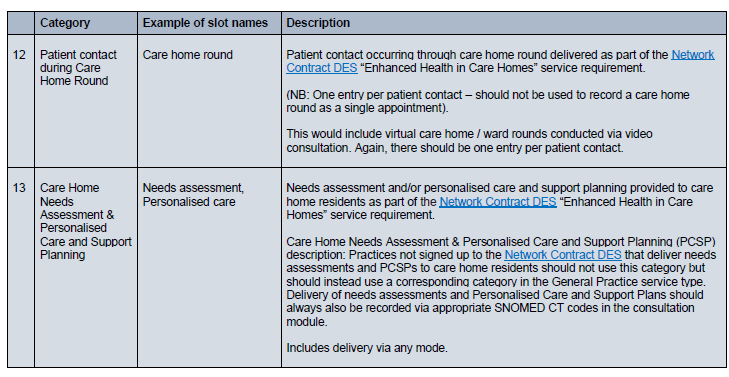 Category Example of slot names Description
12 Patient contact Care home round Patient contact occurring through care home round delivered as part of the Network
during Care Contract DES “Enhanced Health in Care Homes” service requirement.
Home Round
(NB: One entry per patient contact – should not be used to record a care home
round as a single appointment).
This would include virtual care home / ward rounds conducted via video
consultation. Again, there should be one entry per patient contact.
13 Care Home Needs assessment, Needs assessment and/or personalised care and support planning provided to care
Needs Personalised care home residents as part of the Network Contract DES “Enhanced Health in Care
Assessment & Homes” service requirement.
Personalised
Care and Support Care Home Needs Assessment & Personalised Care and Support Planning (PCSP)
Planning description: Practices not signed up to the Network Contract DES that deliver needs
assessments and PCSPs to care home residents should not use this category but
should instead use a corresponding category in the General Practice service type.
Delivery of needs assessments and Personalised Care and Support Plans should
always also be recorded via appropriate SNOMED CT codes in the consultation
module.
Includes delivery via any mode.